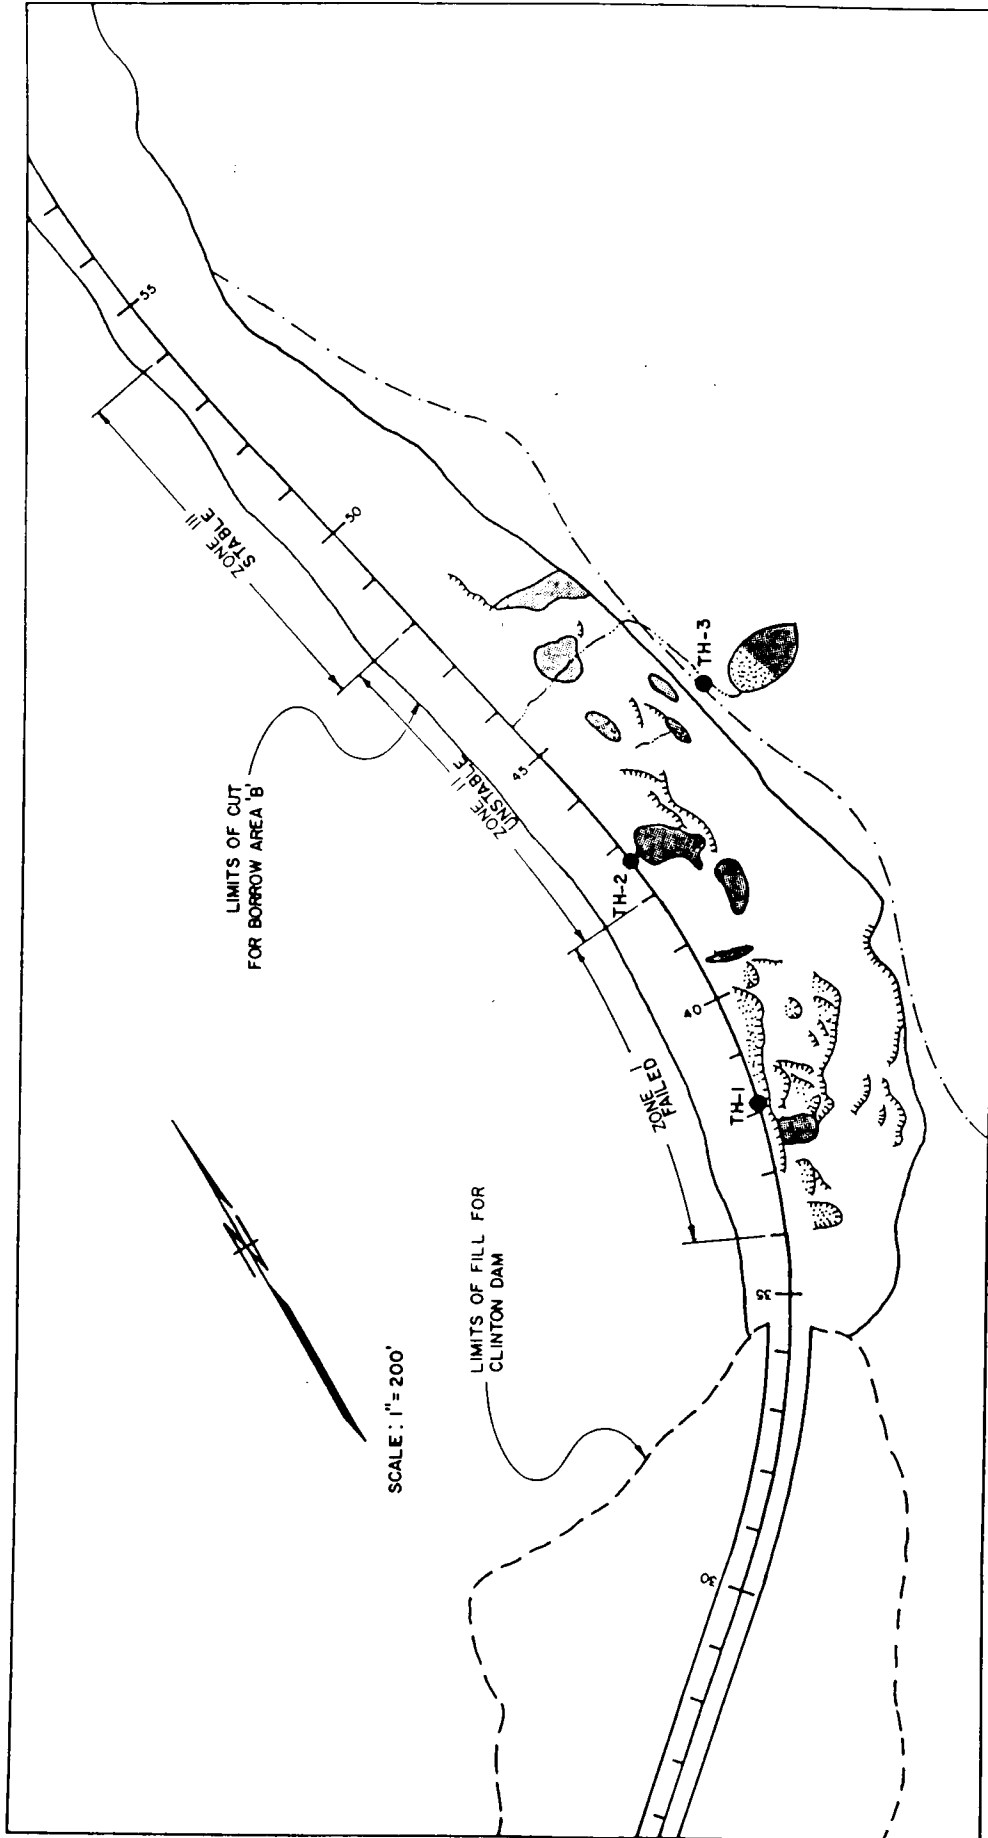 55
ZONE III
STABLE
50
LIMITS OF CUT
FOR BORROW AREA 'B'
ZONE II
UNSTABLE
45
TH-3
TH-2
40
ZONE I
FAILED
TH-1
LIMITS OF FILL FOR
CLINTON DAM
35
SCALE: 1" = 200'
30